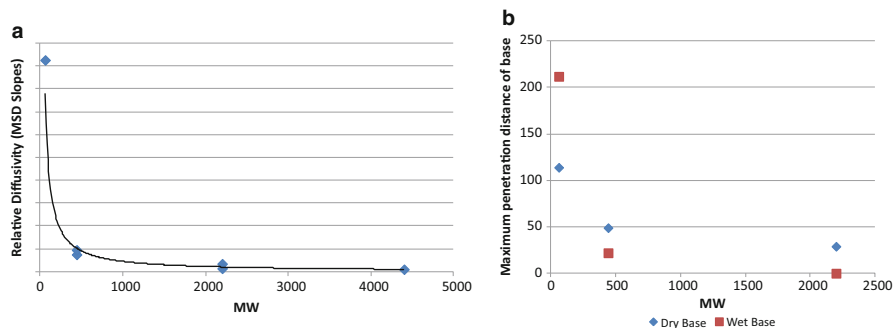 a
Relative Diffusivity (MSD Slopes)
0 1000 2000 3000 4000 5000
MW
b
Maximum penetration distance of base
250
200
150
100
50
0
0 500 1000 1500 2000 2500
MW
Dry Base Wet Base